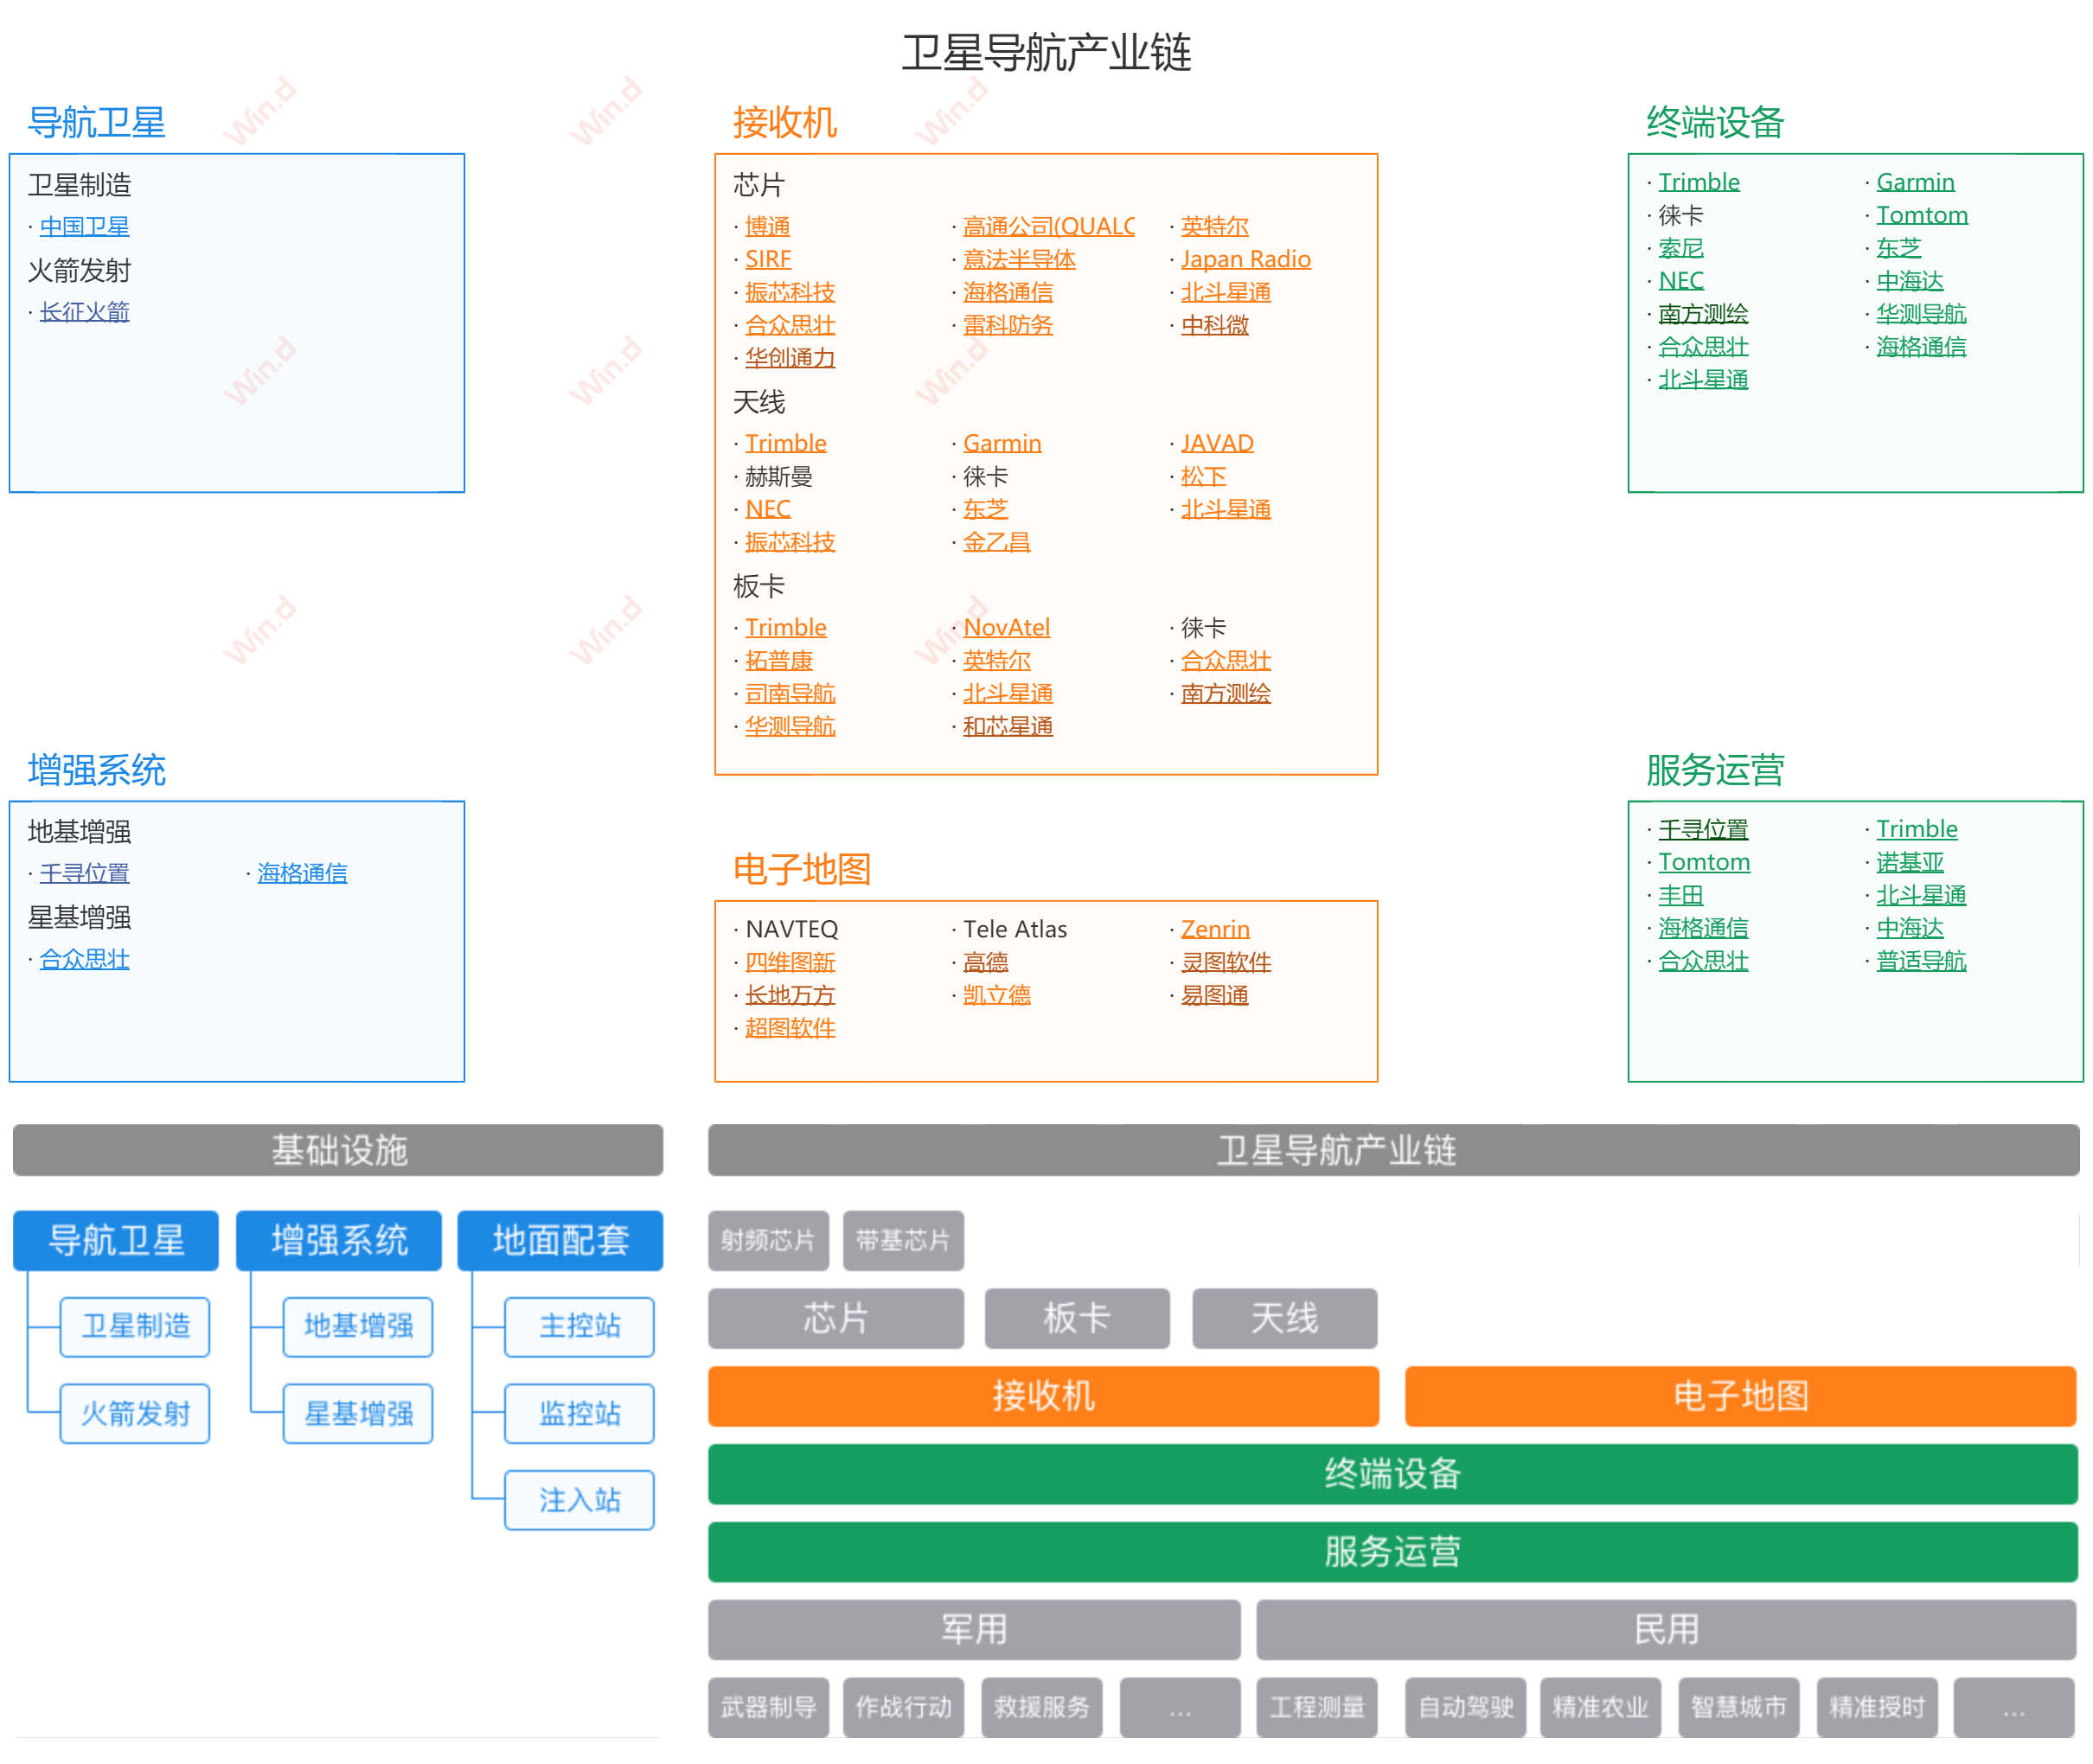 卫星导航产业链
导航卫星
卫星制造
· 中国卫星
火箭发射
· 长征火箭
增强系统
地基增强
· 千寻位置 · 海格通信
星基增强
· 合众思壮
接收机
芯片
· 博通 · 高通公司(QUALC · 英特尔
· SIRF · 意法半导体 · Japan Radio
· 振芯科技 · 海格通信 · 北斗星通
· 合众思壮 · 雷科防务 · 中科微
· 华创通力
天线
· Trimble · Garmin · JAVAD
· 赫斯曼 · 徕卡 · 松下
· NEC · 东芝 · 北斗星通
· 振芯科技 · 金乙昌
板卡
· Trimble · NovAtel · 徕卡
· 拓普康 · 英特尔 · 合众思壮
· 司南导航 · 北斗星通 · 南方测绘
· 华测导航 · 和芯星通
电子地图
· NAVTEQ · Tele Atlas · Zenrin
· 四维图新 · 高德 · 灵图软件
· 长地万方 · 凯立德 · 易图通
· 超图软件
终端设备
· Trimble · Garmin
· 徕卡 · Tomtom
· 索尼 · 东芝
· NEC · 中海达
· 南方测绘 · 华测导航
· 合众思壮 · 海格通信
· 北斗星通
服务运营
· 千寻位置 · Trimble
· Tomtom · 诺基亚
· 丰田 · 北斗星通
· 海格通信 · 中海达
· 合众思壮 · 普适导航
基础设施
导航卫星 增强系统 地面配套
卫星制造 地基增强 主控站
火箭发射 星基增强 监控站
注入站
卫星导航产业链
射频芯片 带基芯片
芯片 板卡 天线
接收机 电子地图
终端设备
服务运营
军用 民用
武器制导 作战行动 救援服务 ... 工程测量 自动驾驶 精准农业 智慧城市 精准授时 ...
Win.d
Win.d
Win.d
Win.d
Win.d
Win.d
Win.d
Win.d
Win.d